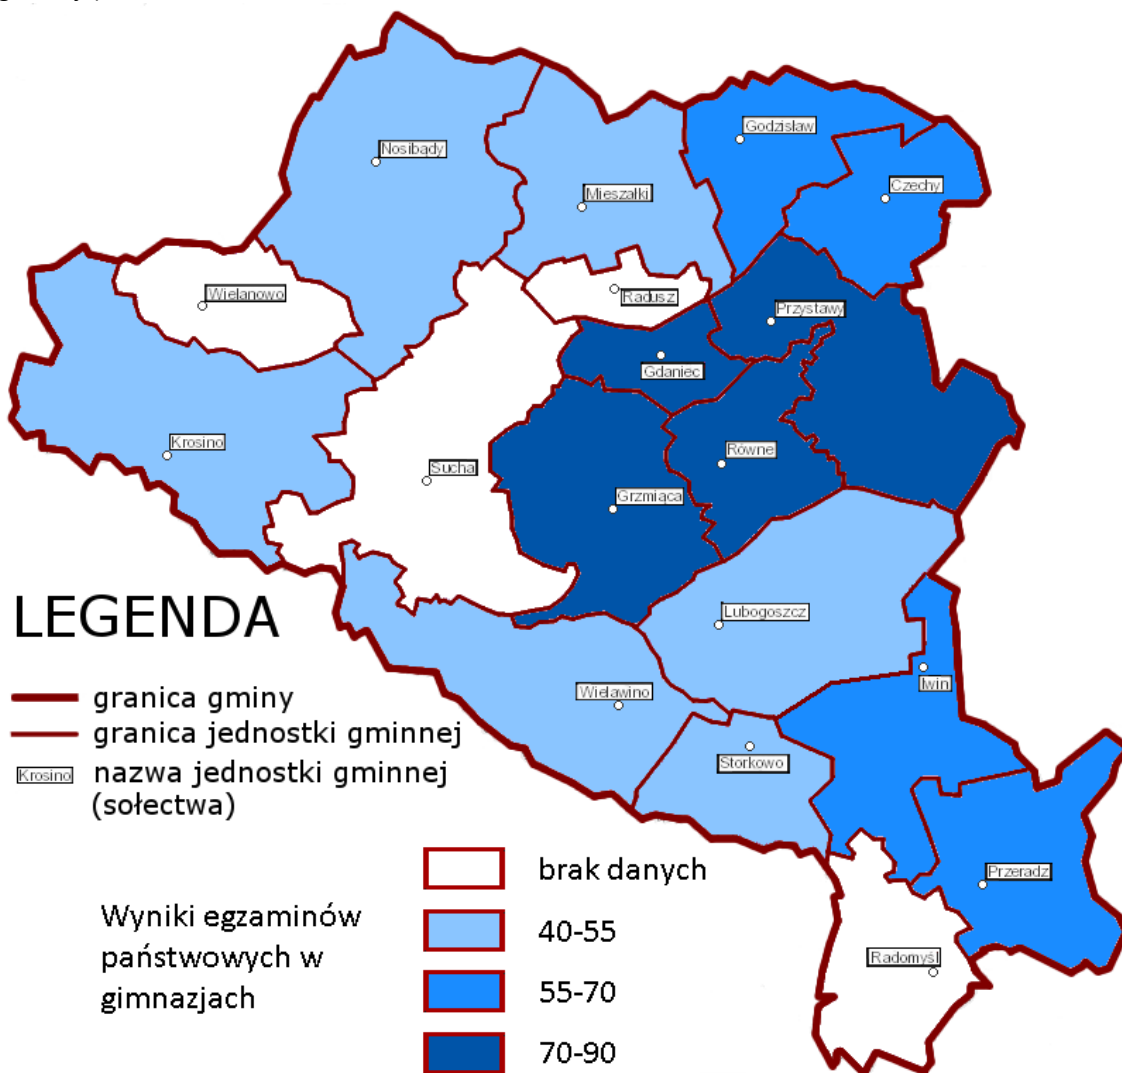 Godzisław
Nosibądy
Czechy
Mieszałki
Wielanowo
Radusz
Przystawy
Gdaniec
Krosino
Równe
Sucha
Grzmiąca
Lubogoszcz
Iwin
Wielawino
Storkowo
Przeradz
Radomyśl
LEGENDA
granica gminy
granica jednostki gminnej
Krosino
nazwa jednostki gminnej
(sołectwa)
Wyniki egzaminów
państwowych w
gimnazjach
brak danych
40-55
55-70
70-90